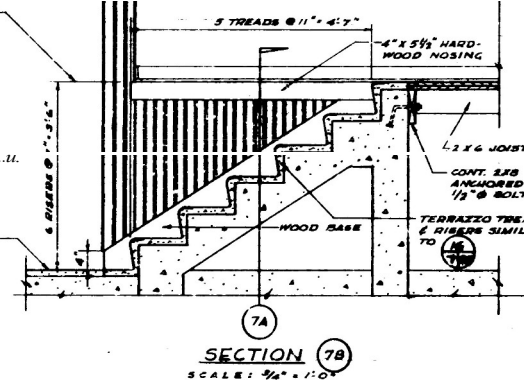 5 TREADS @ 11" = 4'-7"
4" X 5½" HARD-
WOOD NOSING
6 RISERS @ 7" = 3'-6"
2 X 6 JOIST
CONT. 2X8
ANCHORED
½" Ø BOLT
WOOD BASE
TERRAZZO TRE
& RISERS SIMIL
TO
4"
7A
SECTION 7B
SCALE: 3/4" = 1'-0"